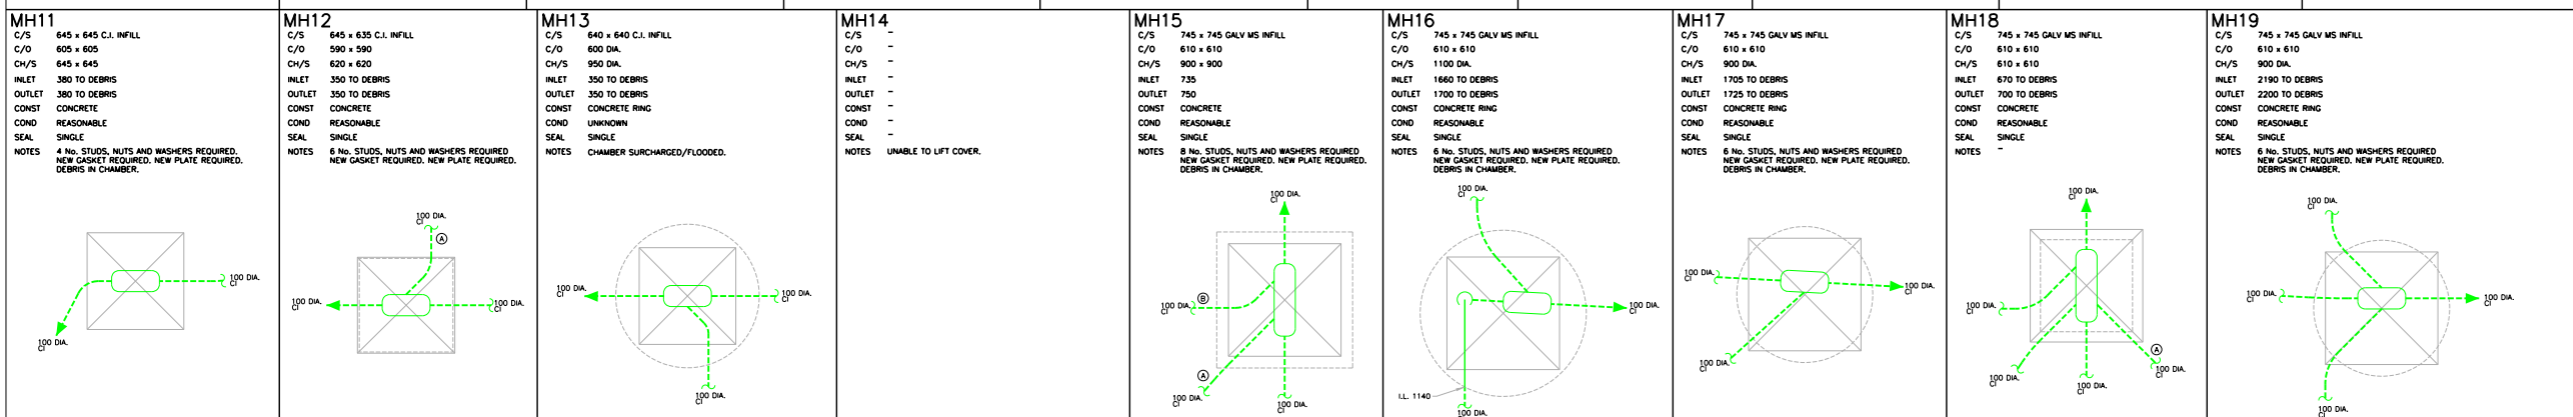 MH11
C/S 645 x 645 C.I. INFILL
C/O 605 x 605
CH/S 645 x 645
INLET 380 TO DEBRIS
OUTLET 380 TO DEBRIS
CONST CONCRETE
COND REASONABLE
SEAL SINGLE
NOTES 4 No. STUDS, NUTS AND WASHERS REQUIRED.
NEW GASKET REQUIRED. NEW PLATE REQUIRED.
DEBRIS IN CHAMBER.
100 DIA.
CI
100 DIA.
CI
MH12
C/S 645 x 635 C.I. INFILL
C/O 590 x 590
CH/S 620 x 620
INLET 350 TO DEBRIS
OUTLET 350 TO DEBRIS
CONST CONCRETE
COND REASONABLE
SEAL SINGLE
NOTES 6 No. STUDS, NUTS AND WASHERS REQUIRED
NEW GASKET REQUIRED. NEW PLATE REQUIRED.
100 DIA.
CI
A
100 DIA.
CI
100 DIA.
CI
MH13
C/S 640 x 640 C.I. INFILL
C/O 600 DIA.
CH/S 950 DIA.
INLET 350 TO DEBRIS
OUTLET 350 TO DEBRIS
CONST CONCRETE RING
COND UNKNOWN
SEAL SINGLE
NOTES CHAMBER SURCHARGED/FLOODED.
100 DIA.
CI
100 DIA.
CI
100 DIA.
CI
MH14
C/S -
C/O -
CH/S -
INLET -
OUTLET -
CONST -
COND -
SEAL -
NOTES UNABLE TO LIFT COVER.
MH15
C/S 745 x 745 GALV MS INFILL
C/O 610 x 610
CH/S 900 x 900
INLET 735
OUTLET 750
CONST CONCRETE
COND REASONABLE
SEAL SINGLE
NOTES 8 No. STUDS, NUTS AND WASHERS REQUIRED
NEW GASKET REQUIRED. NEW PLATE REQUIRED.
DEBRIS IN CHAMBER.
100 DIA.
CI
B
100 DIA.
CI
A
100 DIA.
CI
100 DIA.
CI
MH16
C/S 745 x 745 GALV MS INFILL
C/O 610 x 610
CH/S 1100 DIA.
INLET 1660 TO DEBRIS
OUTLET 1700 TO DEBRIS
CONST CONCRETE RING
COND REASONABLE
SEAL SINGLE
NOTES 6 No. STUDS, NUTS AND WASHERS REQUIRED
NEW GASKET REQUIRED. NEW PLATE REQUIRED.
DEBRIS IN CHAMBER.
100 DIA.
CI
100 DIA.
CI
I.L. 1140
100 DIA.
MH17
C/S 745 x 745 GALV MS INFILL
C/O 610 x 610
CH/S 900 DIA.
INLET 1705 TO DEBRIS
OUTLET 1725 TO DEBRIS
CONST CONCRETE RING
COND REASONABLE
SEAL SINGLE
NOTES 6 No. STUDS, NUTS AND WASHERS REQUIRED
NEW GASKET REQUIRED. NEW PLATE REQUIRED.
DEBRIS IN CHAMBER.
100 DIA.
CI
100 DIA.
CI
100 DIA.
CI
MH18
C/S 745 x 745 GALV MS INFILL
C/O 610 x 610
CH/S 610 x 610
INLET 670 TO DEBRIS
OUTLET 700 TO DEBRIS
CONST CONCRETE
COND REASONABLE
SEAL SINGLE
NOTES -
100 DIA.
CI
100 DIA.
CI
A
100 DIA.
CI
100 DIA.
CI
100 DIA.
CI
MH19
C/S 745 x 745 GALV MS INFILL
C/O 610 x 610
CH/S 900 DIA.
INLET 2190 TO DEBRIS
OUTLET 2200 TO DEBRIS
CONST CONCRETE RING
COND REASONABLE
SEAL SINGLE
NOTES 6 No. STUDS, NUTS AND WASHERS REQUIRED
NEW GASKET REQUIRED. NEW PLATE REQUIRED.
DEBRIS IN CHAMBER.
100 DIA.
CI
100 DIA.
CI
100 DIA.
CI
100 DIA.